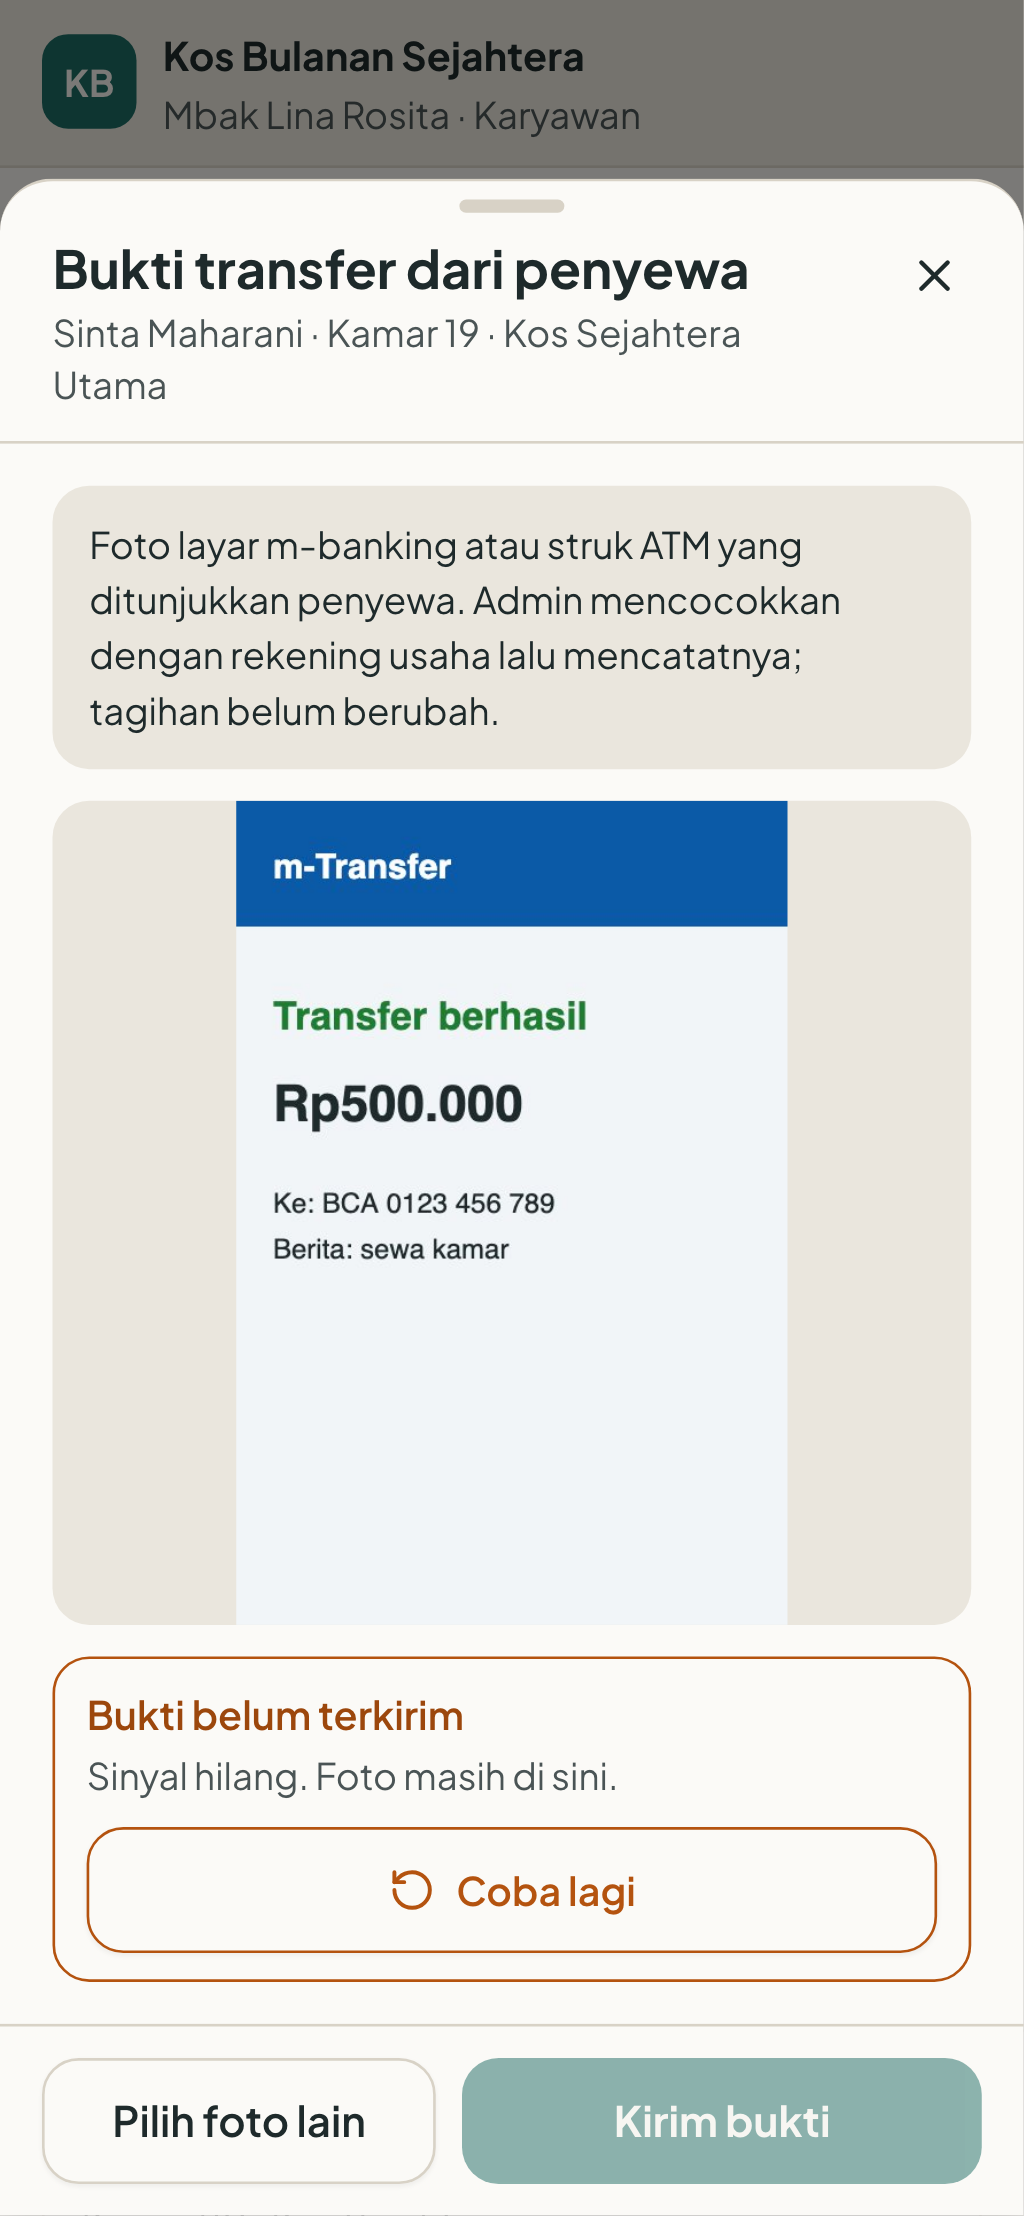 KB
Kos Bulanan Sejahtera
Mbak Lina Rosita · Karyawan
Bukti transfer dari penyewa
Sinta Maharani · Kamar 19 · Kos Sejahtera
Utama
Foto layar m-banking atau struk ATM yang
ditunjukkan penyewa. Admin mencocokkan
dengan rekening usaha lalu mencatatnya;
tagihan belum berubah.
m-Transfer
Transfer berhasil
Rp500.000
Ke: BCA 0123 456 789
Berita: sewa kamar
Bukti belum terkirim
Sinyal hilang. Foto masih di sini.
Coba lagi
Pilih foto lain
Kirim bukti